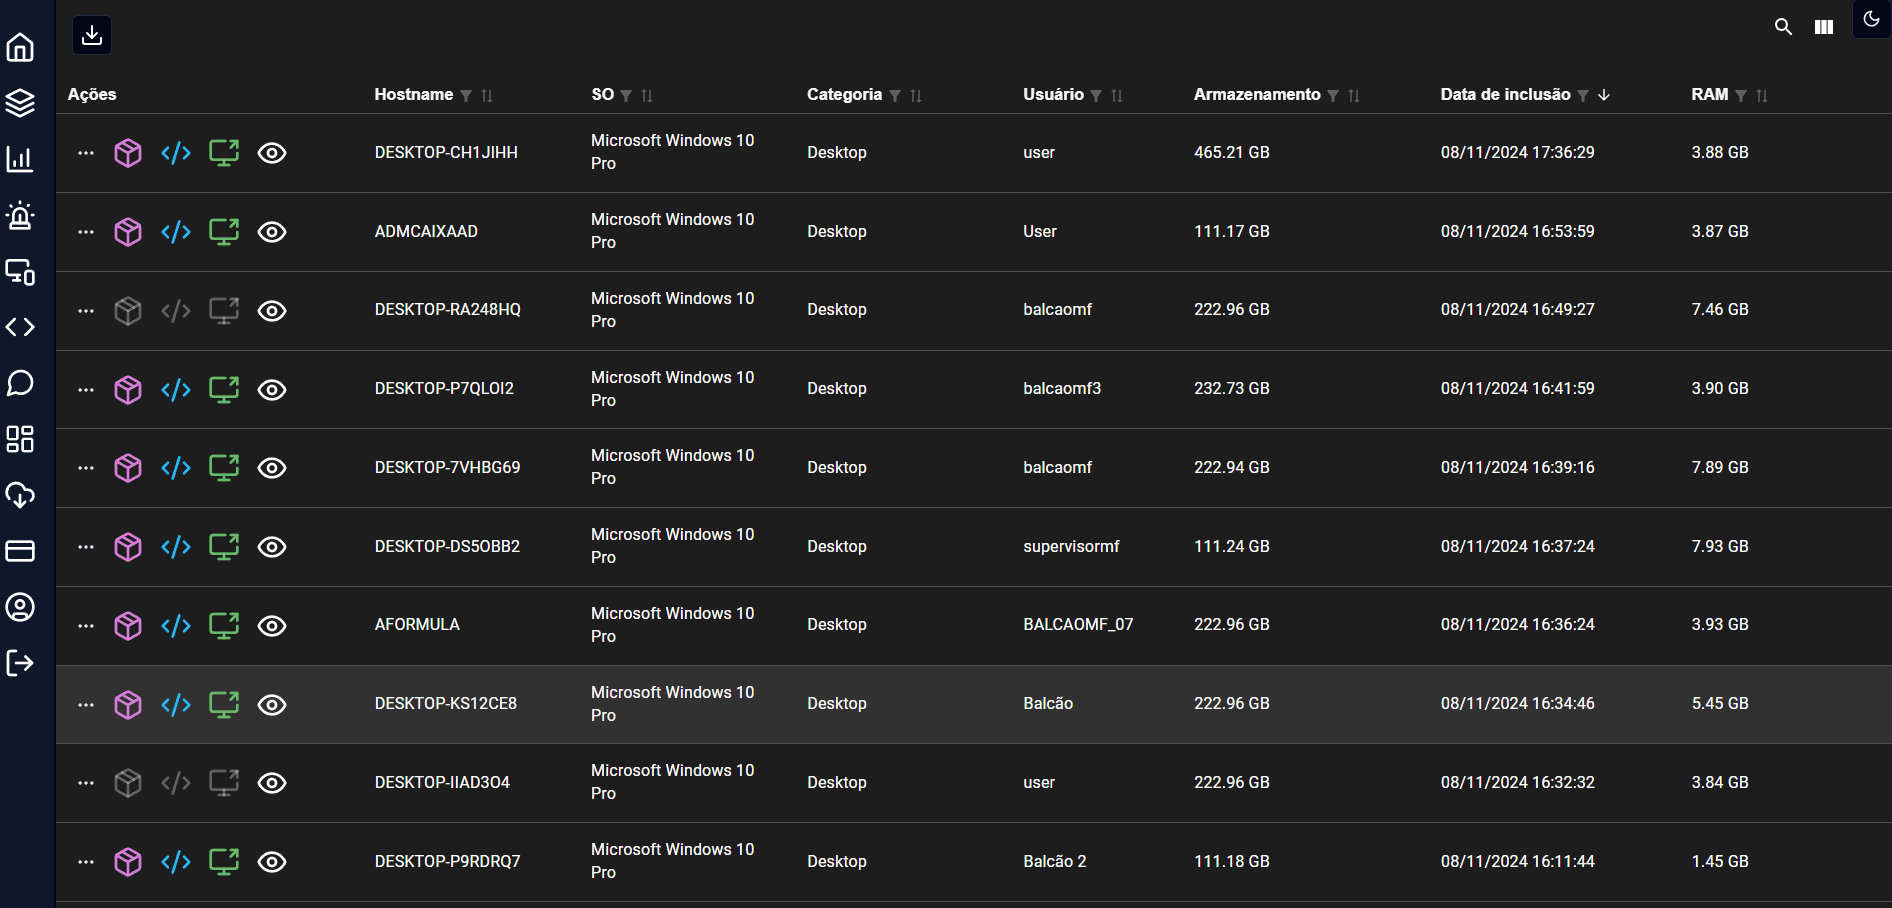 Ações Hostname SO Categoria Usuário Armazenamento Data de inclusão RAM
DESKTOP-CH1JIHH Microsoft Windows 10 Pro Desktop user 465.21 GB 08/11/2024 17:36:29 3.88 GB
ADMCAIXAAD Microsoft Windows 10 Pro Desktop User 111.17 GB 08/11/2024 16:53:59 3.87 GB
DESKTOP-RA248HQ Microsoft Windows 10 Pro Desktop balcaomf 222.96 GB 08/11/2024 16:49:27 7.46 GB
DESKTOP-P7QLOI2 Microsoft Windows 10 Pro Desktop balcaomf3 232.73 GB 08/11/2024 16:41:59 3.90 GB
DESKTOP-7VHBG69 Microsoft Windows 10 Pro Desktop balcaomf 222.94 GB 08/11/2024 16:39:16 7.89 GB
DESKTOP-DS5OBB2 Microsoft Windows 10 Pro Desktop supervisormf 111.24 GB 08/11/2024 16:37:24 7.93 GB
AFORMULA Microsoft Windows 10 Pro Desktop BALCAOMF_07 222.96 GB 08/11/2024 16:36:24 3.93 GB
DESKTOP-KS12CE8 Microsoft Windows 10 Pro Desktop Balcão 222.96 GB 08/11/2024 16:34:46 5.45 GB
DESKTOP-IIAD3O4 Microsoft Windows 10 Pro Desktop user 222.96 GB 08/11/2024 16:32:32 3.84 GB
DESKTOP-P9RDRQ7 Microsoft Windows 10 Pro Desktop Balcão 2 111.18 GB 08/11/2024 16:11:44 1.45 GB